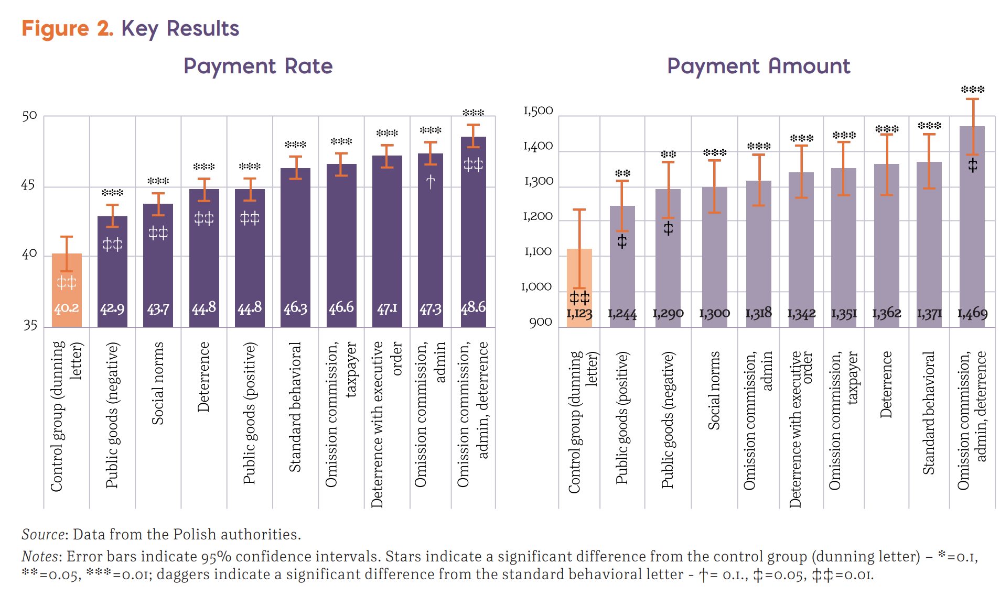 Figure 2. Key Results
Payment Rate
50
45
40
35
***
***
***
***
***
***
***
***
***
‡‡
‡‡
‡‡
‡‡
‡‡
†
‡‡
40.2
42.9
43.7
44.8
44.8
46.3
46.6
47.1
47.3
48.6
Control group (dunning
letter)
Public goods (negative)
Social norms
Deterrence
Public goods (positive)
Standard behavioral
Omission commission,
taxpayer
Deterrence with executive
order
Omission commission,
admin
Omission commission,
admin, deterrence
Payment Amount
1,500
1,400
1,300
1,200
1,100
1,000
900
**
**
***
***
***
***
***
***
***
‡‡
‡
‡
‡
1,123
1,244
1,290
1,300
1,318
1,342
1,351
1,362
1,371
1,469
Control group (dunning
letter)
Public goods (positive)
Public goods (negative)
Social norms
Omission commission,
admin
Deterrence with executive
order
Omission commission,
taxpayer
Deterrence
Standard behavioral
Omission commission,
admin, deterrence
Source: Data from the Polish authorities.
Notes: Error bars indicate 95% confidence intervals. Stars indicate a significant difference from the control group (dunning letter) – *=0.1,
**=0.05, ***=0.01; daggers indicate a significant difference from the standard behavioral letter - †= 0.1., ‡=0.05, ‡‡=0.01.